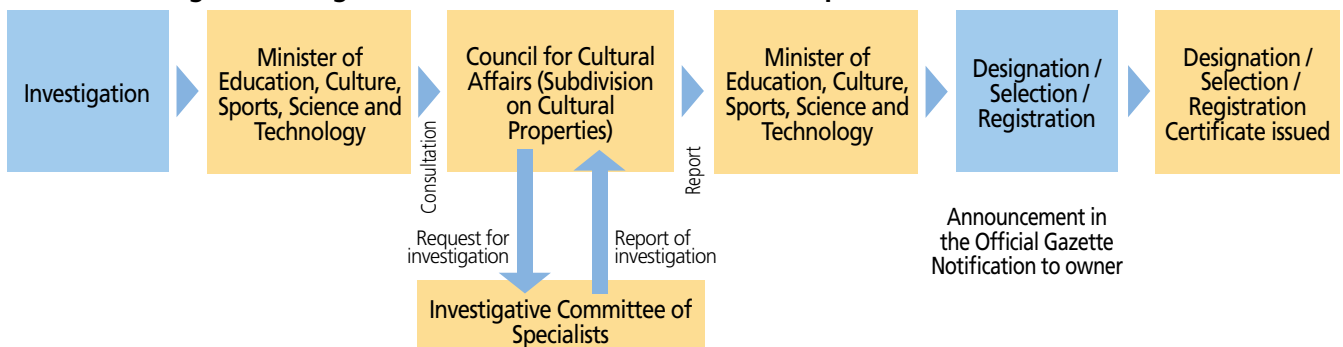 Investigation
Minister of
Education, Culture,
Sports, Science and
Technology
Consultation
Council for Cultural
Affairs (Subdivision
on Cultural
Properties)
Request for
investigation
Report of
investigation
Investigative Committee of
Specialists
Report
Minister of
Education, Culture,
Sports, Science and
Technology
Designation /
Selection /
Registration
Announcement in
the Official Gazette
Notification to owner
Designation /
Selection /
Registration
Certificate issued